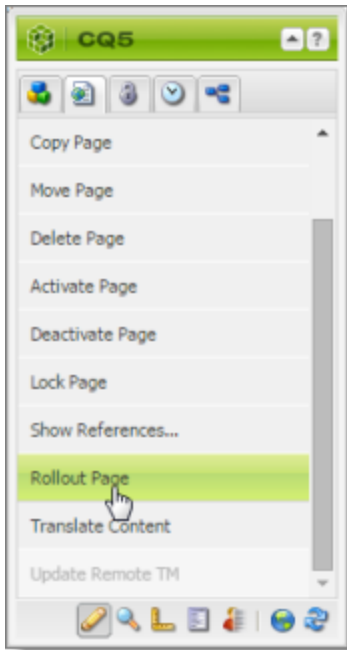 CQ5
?
Copy Page
Move Page
Delete Page
Activate Page
Deactivate Page
Lock Page
Show References...
Rollout Page
Translate Content
Update Remote TM